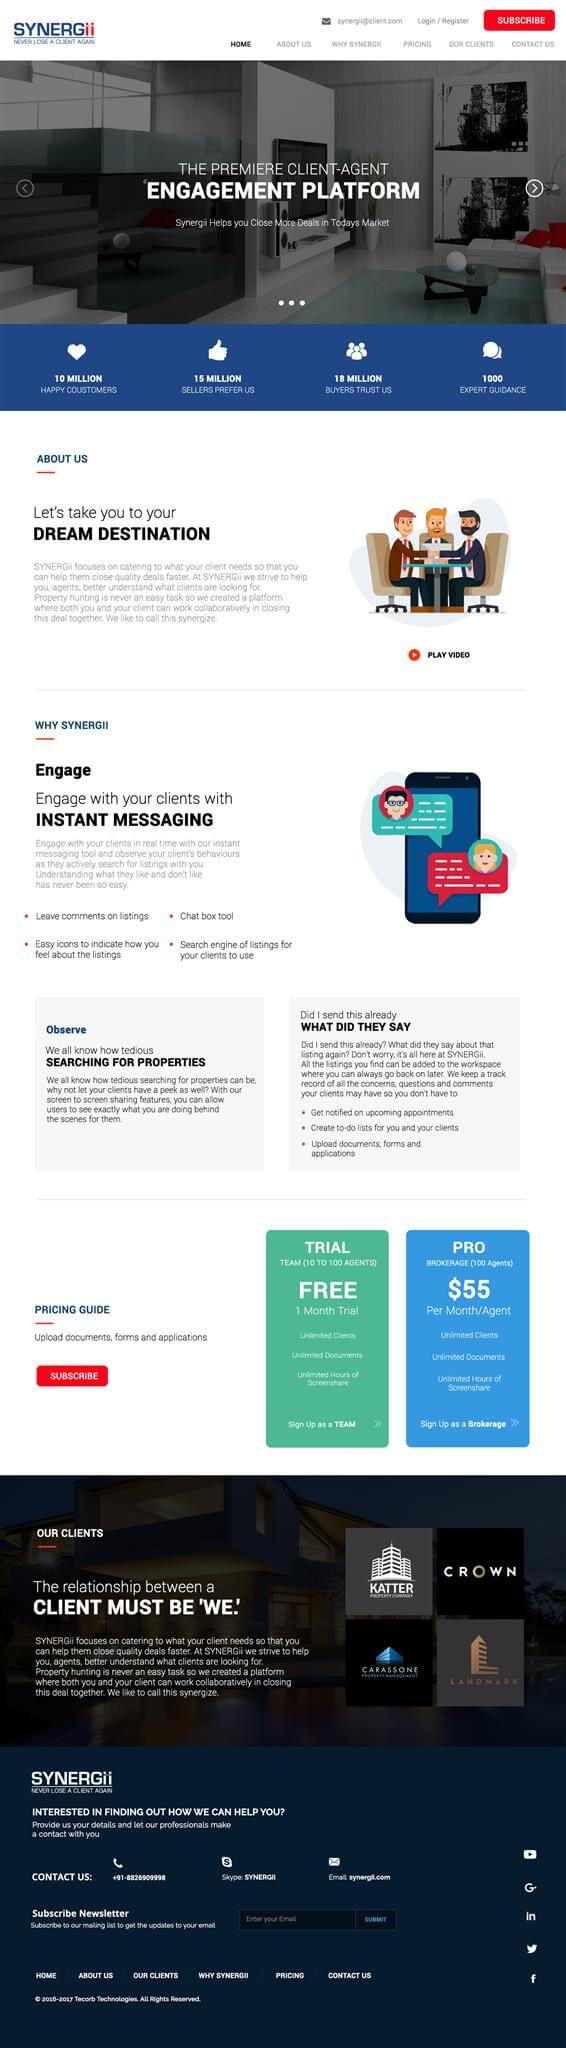 SYNERGii
NEVER LOSE A CLIENT AGAIN
synergii@client.com
Login / Register
SUBSCRIBE
HOME
ABOUT US
WHY SYNERGII
PRICING
OUR CLIENTS
CONTACT US
THE PREMIERE CLIENT-AGENT
ENGAGEMENT PLATFORM
Synergii Helps you Close More Deals in Todays Market
10 MILLION
HAPPY COUSTOMERS
15 MILLION
SELLERS PREFER US
18 MILLION
BUYERS TRUST US
1000
EXPERT GUIDANCE
ABOUT US
Let's take you to your
DREAM DESTINATION
SYNERGii focuses on catering to what your client needs so that you
can help them close quality deals faster. At SYNERGii we strive to help
you, agents, better understand what clients are looking for.
Property hunting is never an easy task so we created a platform
where both you and your client can work collaboratively in closing
this deal together. We like to call this synergize.
PLAY VIDEO
WHY SYNERGII
Engage
Engage with your clients with
INSTANT MESSAGING
Engage with your clients in real time with our instant
messaging tool and observe your client's behaviours
as they actively search for listings with you.
Understanding what they like and don't like
has never been so easy.
• Leave comments on listings
• Chat box tool
• Easy icons to indicate how you
feel about the listings
• Search engine of listings for
your clients to use
Observe
We all know how tedious
SEARCHING FOR PROPERTIES
We all know how tedious searching for properties can be,
why not let your clients have a peek as well? With our
screen to screen sharing features, you can allow
users to see exactly what you are doing behind
the scenes for them.
Did I send this already
WHAT DID THEY SAY
Did I send this already? What did they say about that
listing again? Don't worry, it's all here at SYNERGii.
All the listings you find can be added to the workspace
where you can always go back on later. We keep a track
record of all the concerns, questions and comments
your clients may have so you don't have to.
• Get notified on upcoming appointments
• Create to-do lists for you and your clients
• Upload documents, forms and
applications
PRICING GUIDE
Upload documents, forms and applications
SUBSCRIBE
TRIAL
TEAM (10 TO 100 AGENTS)
FREE
1 Month Trial
Unlimited Clients
Unlimited Documents
Unlimited Hours of
Screenshare
Sign Up as a TEAM
PRO
BROKERAGE (100 Agents)
$55
Per Month/Agent
Unlimited Clients
Unlimited Documents
Unlimited Hours of
Screenshare
Sign Up as a Brokerage
OUR CLIENTS
The relationship between a
CLIENT MUST BE 'WE.'
SYNERGii focuses on catering to what your client needs so that you
can help them close quality deals faster. At SYNERGii we strive to help
you, agents, better understand what clients are looking for.
Property hunting is never an easy task so we created a platform
where both you and your client can work collaboratively in closing
this deal together. We like to call this synergize.
KATTER
PROPERTY COMPANY
CROWN
CARASSONE
PROPERTY MANAGEMENT
LANDMARK
SYNERGii
NEVER LOSE A CLIENT AGAIN
INTERESTED IN FINDING OUT HOW WE CAN HELP YOU?
Provide us your details and let our professionals make
a contact with you
CONTACT US:
+91-8826909998
Skype: SYNERGII
Email: synergii.com
Subscribe Newsletter
Subscribe to our mailing list to get the updates to your email
Enter your Email
SUBMIT
HOME
ABOUT US
OUR CLIENTS
WHY SYNERGII
PRICING
CONTACT US
© 2016-2017 Tecorb Technologies. All Rights Reserved.